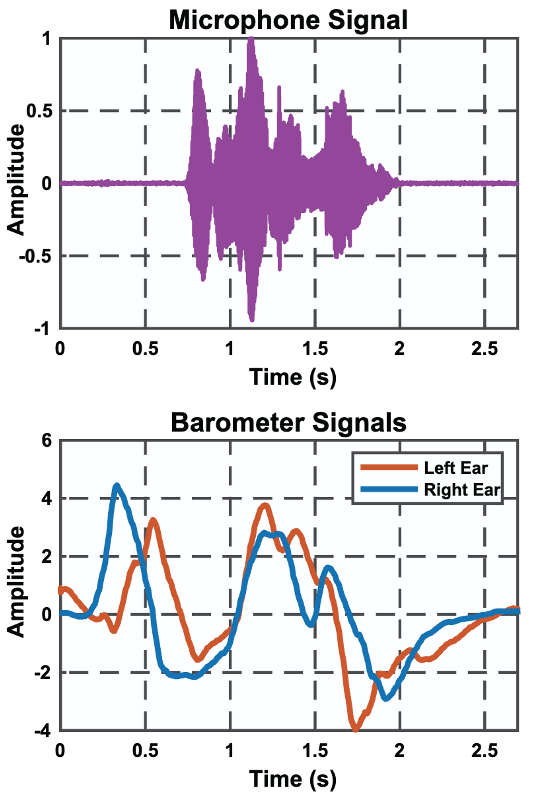 Microphone Signal
1
0.5
0
-0.5
-1
Amplitude
0 0.5 1 1.5 2 2.5
Time (s)
Barometer Signals
6
4
2
0
-2
-4
Amplitude
Left Ear
Right Ear
0 0.5 1 1.5 2 2.5
Time (s)